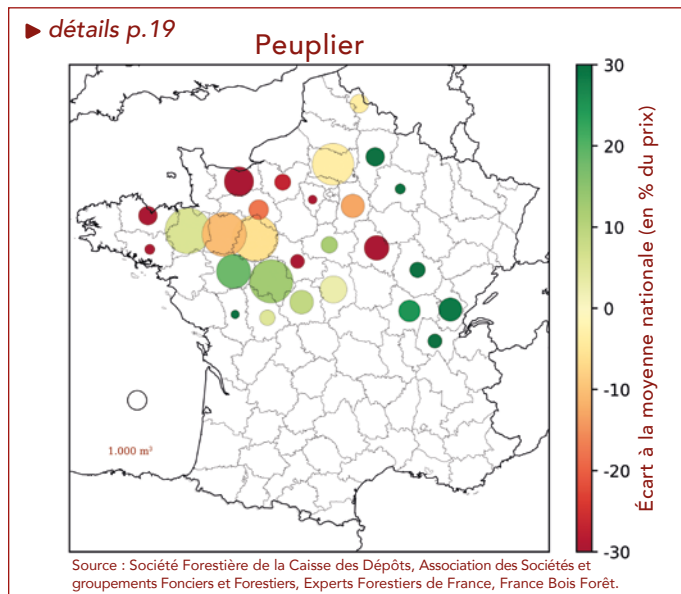 ► détails p.19
Peuplier
30
20
10
0
-10
-20
-30
Écart à la moyenne nationale (en % du prix)
1.000 m³
Source : Société Forestière de la Caisse des Dépôts, Association des Sociétés et
groupements Fonciers et Forestiers, Experts Forestiers de France, France Bois Forêt.